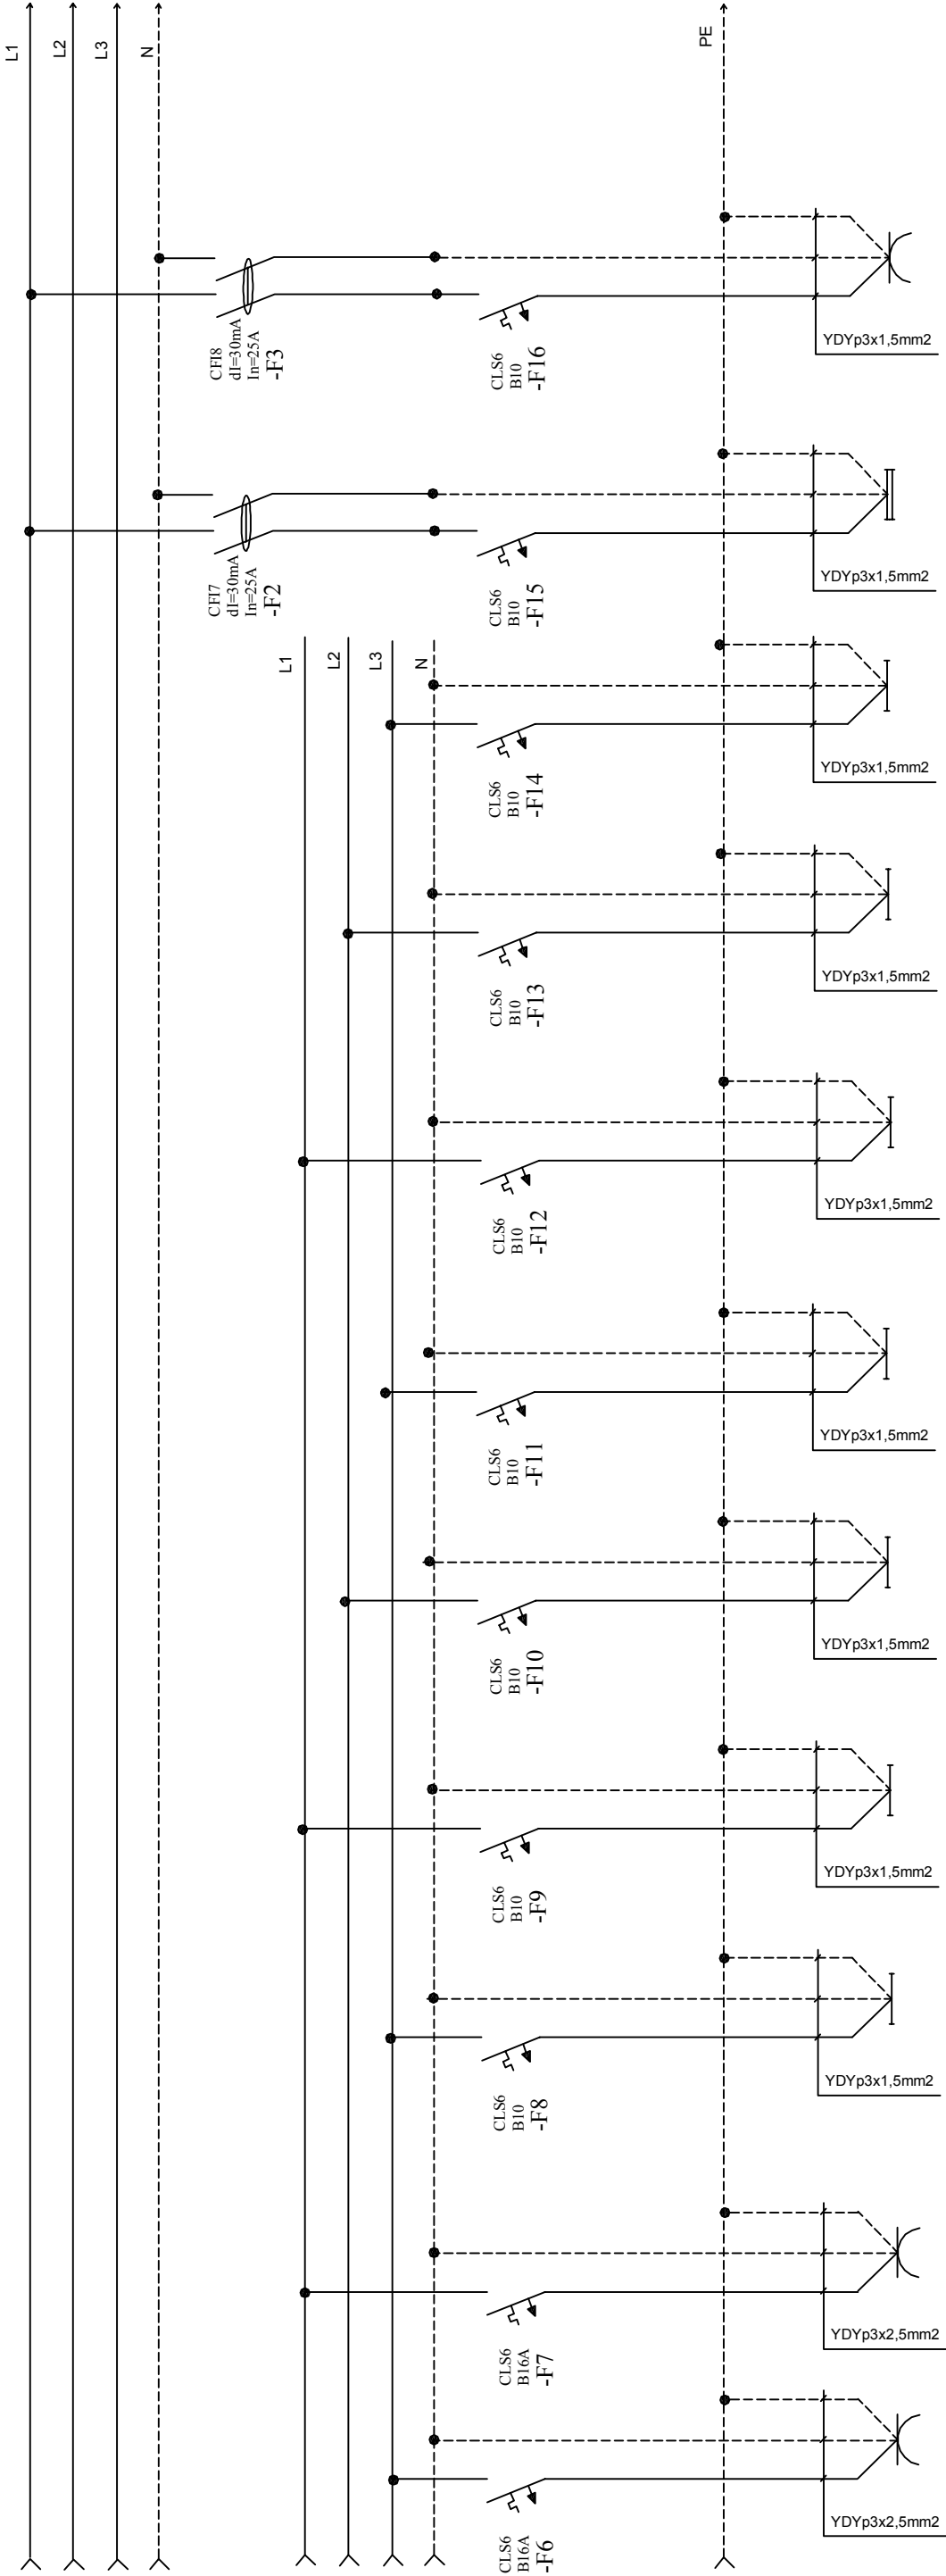 L1
L2
L3
N
PE
CFI8
dI=30mA
In=25A
-F3
CLS6
B10
-F16
YDYp3x1,5mm2
CFI7
dI=30mA
In=25A
-F2
CLS6
B10
-F15
YDYp3x1,5mm2
L1
L2
L3
N
CLS6
B10
-F14
YDYp3x1,5mm2
CLS6
B10
-F13
YDYp3x1,5mm2
CLS6
B10
-F12
YDYp3x1,5mm2
CLS6
B10
-F11
YDYp3x1,5mm2
CLS6
B10
-F10
YDYp3x1,5mm2
CLS6
B10
-F9
YDYp3x1,5mm2
CLS6
B10
-F8
YDYp3x1,5mm2
CLS6
B16A
-F7
YDYp3x2,5mm2
CLS6
B16A
-F6
YDYp3x2,5mm2